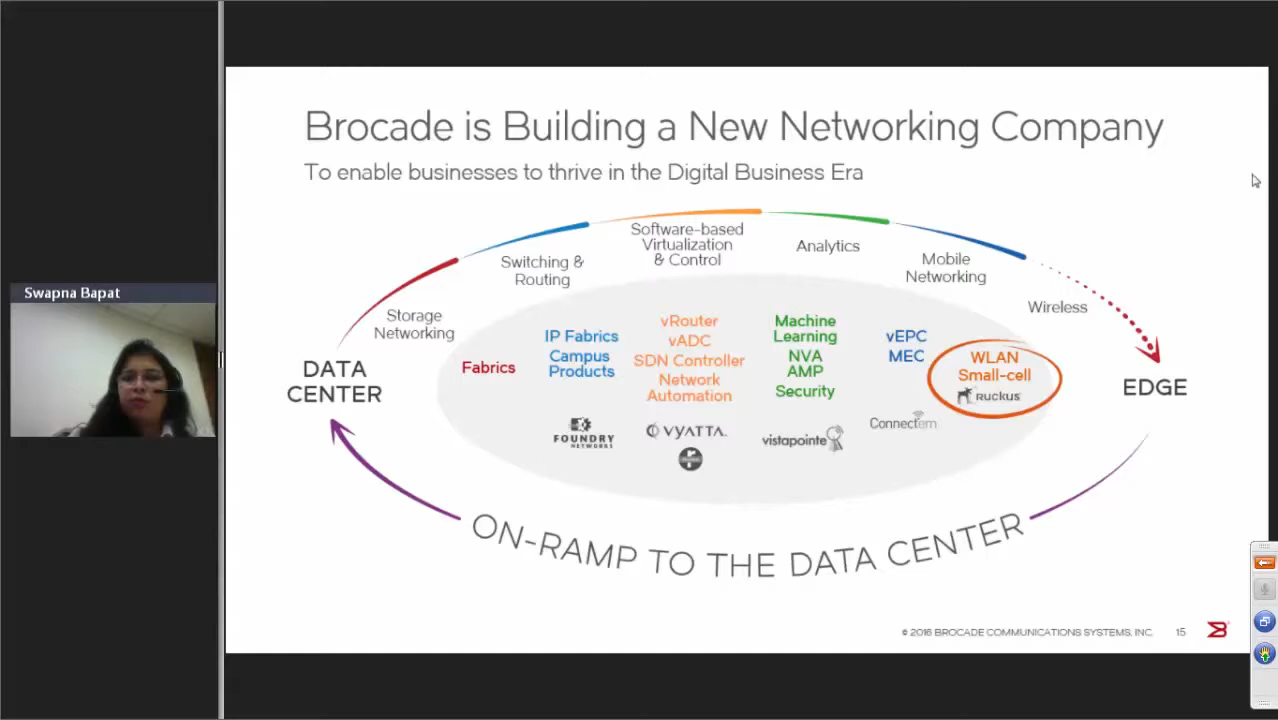 Brocade is Building a New Networking Company
To enable businesses to thrive in the Digital Business Era
Swapna Bapat
Storage
Networking
Switching &
Routing
Software-based
Virtualization
& Control
Analytics
Mobile
Networking
Wireless
DATA
CENTER
Fabrics
IP Fabrics
Campus
Products
FOUNDRY
NETWORKS
vRouter
vADC
SDN Controller
Network
Automation
VYATTA.
Machine
Learning
NVA
AMP
Security
vistapointe
vEPC
MEC
Connectem
WLAN
Small-cell
RUCKUS
EDGE
ON-RAMP TO THE DATA CENTER
© 2016 BROCADE COMMUNICATIONS SYSTEMS, INC.
15